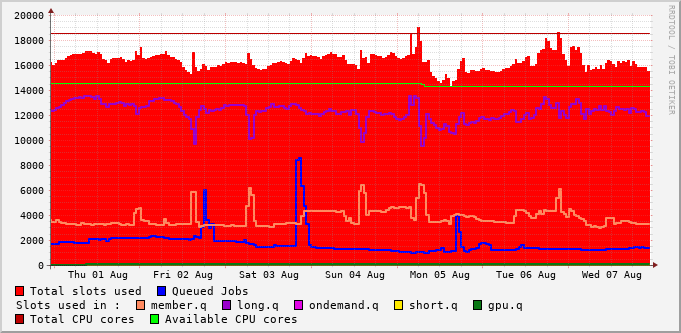 20000
18000
16000
14000
12000
10000
8000
6000
4000
2000
0
Thu 01 Aug Fri 02 Aug Sat 03 Aug Sun 04 Aug Mon 05 Aug Tue 06 Aug Wed 07 Aug
Total slots used Queued Jobs
Slots used in : member.q long.q ondemand.q short.q gpu.q
Total CPU cores Available CPU cores
RRDTOOL / TOBI OETIKER